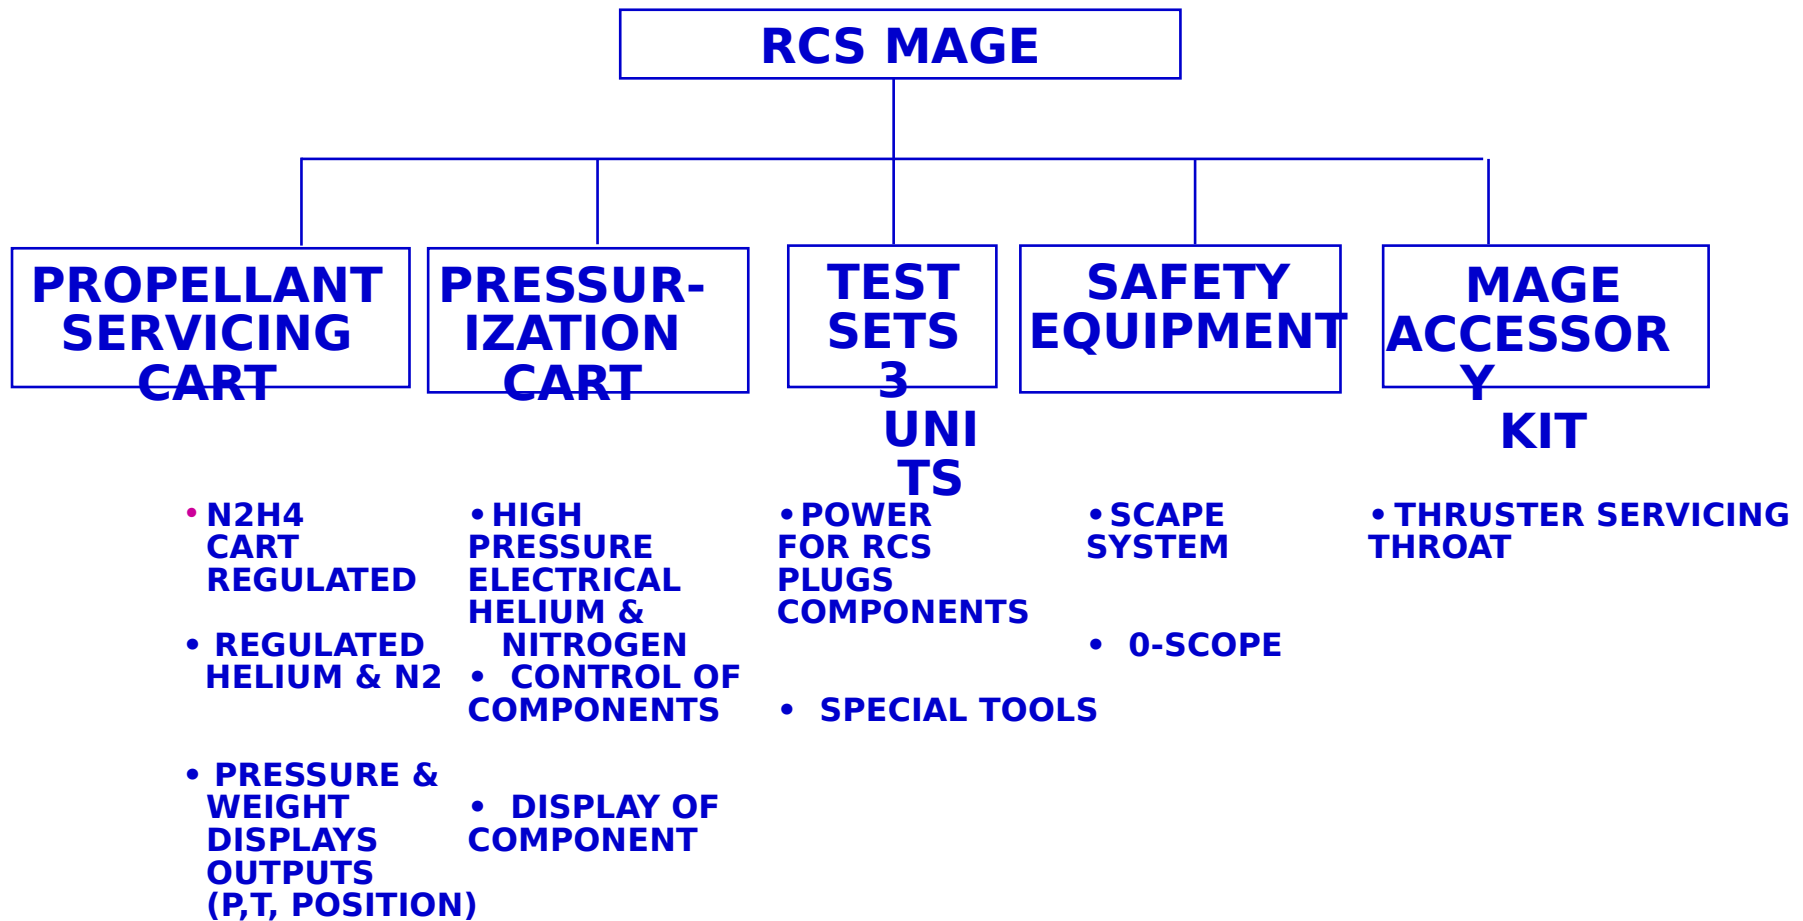 RCS MAGE
PROPELLANT
SERVICING
CART
PRESSUR-
IZATION
CART
TEST
SETS
3
UNI
TS
SAFETY
EQUIPMENT
MAGE
ACCESSOR
Y
KIT
• N2H4
CART
REGULATED
• REGULATED
HELIUM & N2
• PRESSURE &
WEIGHT
DISPLAYS
OUTPUTS
(P,T, POSITION)
• HIGH
PRESSURE
ELECTRICAL
HELIUM &
NITROGEN
• CONTROL OF
COMPONENTS
• DISPLAY OF
COMPONENT
• POWER
FOR RCS
PLUGS
COMPONENTS
• SPECIAL TOOLS
• SCAPE
SYSTEM
• 0-SCOPE
• THRUSTER SERVICING
THROAT